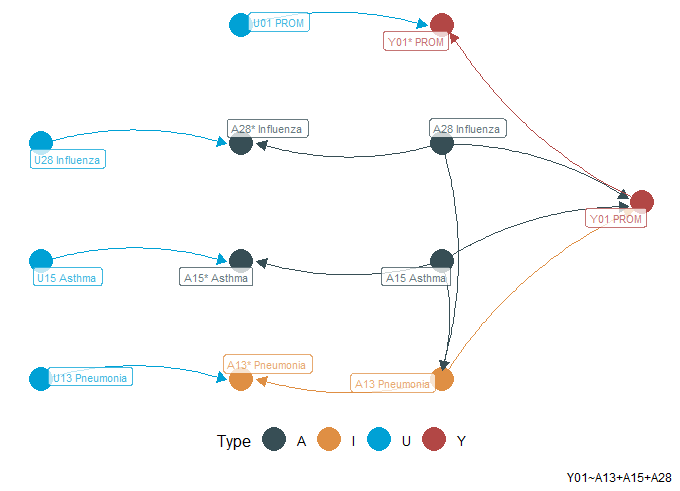 U01 PROM
Y01* PROM
A28* Influenza
A28 Influenza
U28 Influenza
Y01 PROM
U15 Asthma
A15* Asthma
A15 Asthma
A13* Pneumonia
U13 Pneumonia
A13 Pneumonia
Type A I U Y
Y01~A13+A15+A28